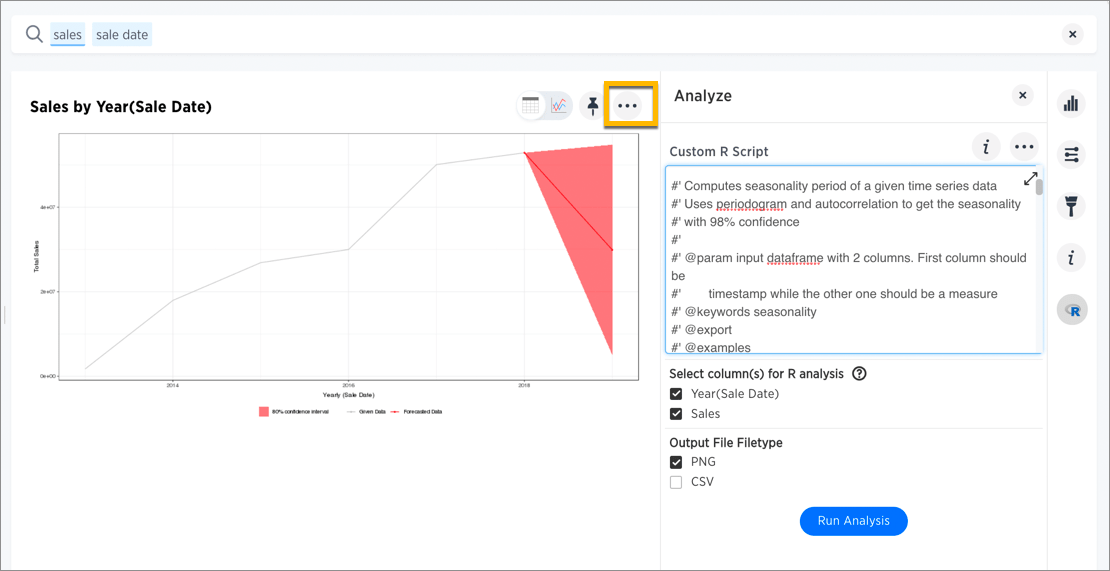 sales sale date
Sales by Year(Sale Date)
4e+07
2e+07
0e+00
Total Sales
2014 2016 2018
Yearly (Sale Date)
80% confidence interval Given Data Forecasted Data
Analyze
Custom R Script
#' Computes seasonality period of a given time series data
#' Uses periodogram and autocorrelation to get the seasonality
#' with 98% confidence
#'
#' @param input dataframe with 2 columns. First column should
be
#' timestamp while the other one should be a measure
#' @keywords seasonality
#' @export
#' @examples
Select column(s) for R analysis ?
Year(Sale Date)
Sales
Output File Filetype
PNG
CSV
Run Analysis
i
i
R